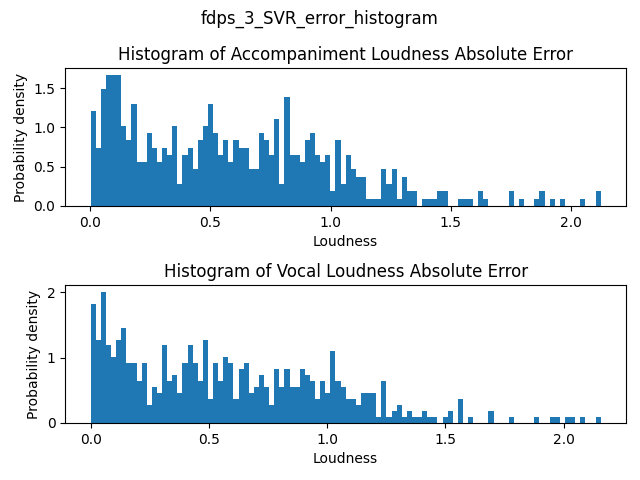 fdps_3_SVR_error_histogram
Histogram of Accompaniment Loudness Absolute Error
Probability density
1.5
1.0
0.5
0.0
0.0 0.5 1.0 1.5 2.0
Loudness
Histogram of Vocal Loudness Absolute Error
Probability density
2
1
0
0.0 0.5 1.0 1.5 2.0
Loudness